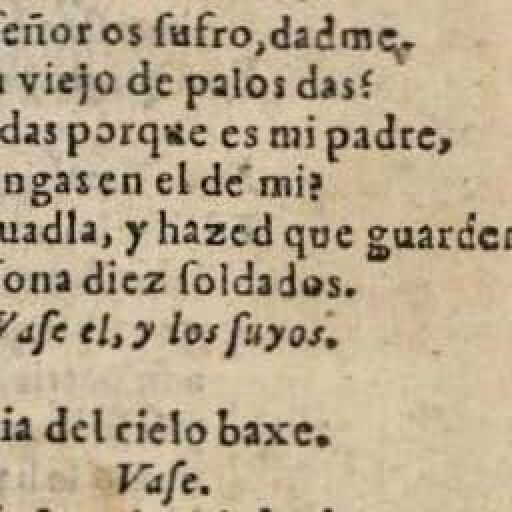 señor os sufro, dadme.
viejo de palos das?
das porque es mi padre,
ngas en el de mi?
uadla, y hazed que guarden
sona diez soldados.
Vase el, y los suyos.
ia del cielo baxe.
Vase.